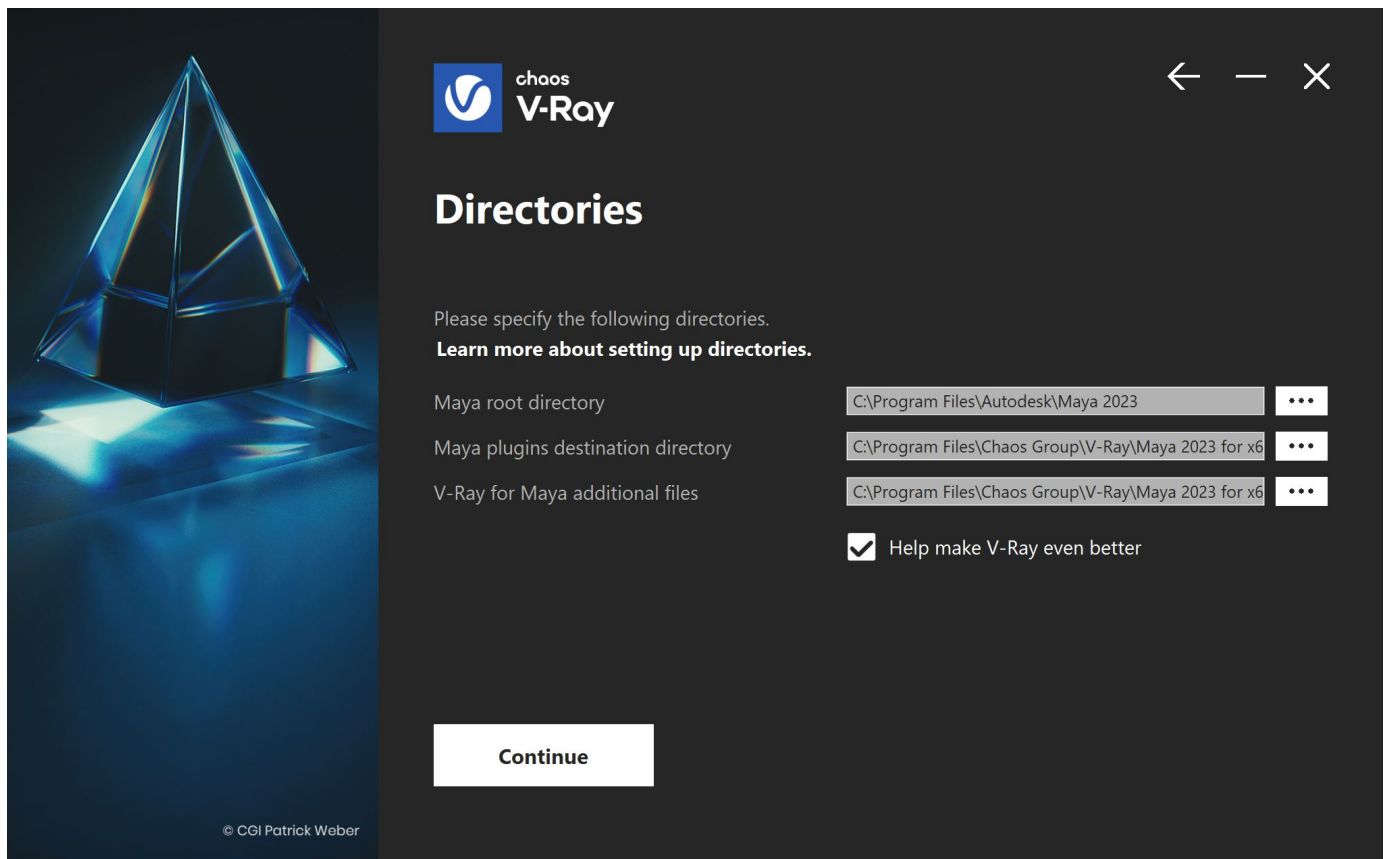 chaos
V-Ray
Directories
Please specify the following directories.
Learn more about setting up directories.
Maya root directory C:\Program Files\Autodesk\Maya 2023
Maya plugins destination directory C:\Program Files\Chaos Group\V-Ray\Maya 2023 for x6
V-Ray for Maya additional files C:\Program Files\Chaos Group\V-Ray\Maya 2023 for x6
Help make V-Ray even better
Continue
© CGI Patrick Weber